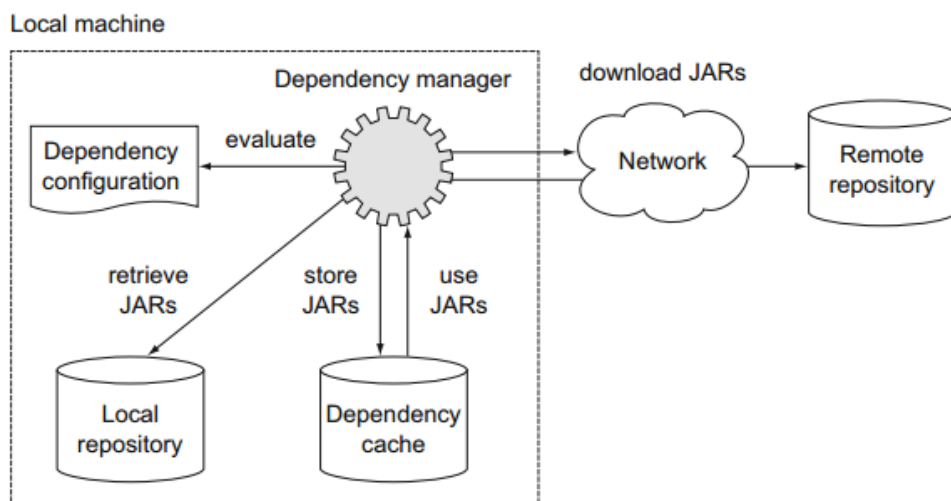 Local machine
Dependency manager
download JARs
evaluate
Dependency
configuration
Network
Remote
repository
retrieve
JARs
store
JARs
use
JARs
Local
repository
Dependency
cache